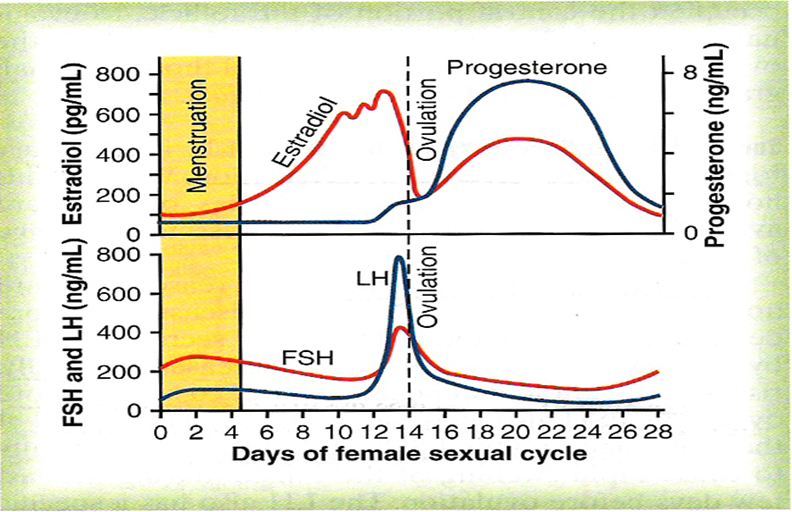 Estradiol (pg/mL)
800
600
400
200
0
Menstruation
Estradiol
Ovulation
Progesterone
8
0
Progesterone (ng/mL)
FSH and LH (ng/mL)
800
600
400
200
0
FSH
LH
Ovulation
0 2 4 6 8 10 12 14 16 18 20 22 24 26 28
Days of female sexual cycle